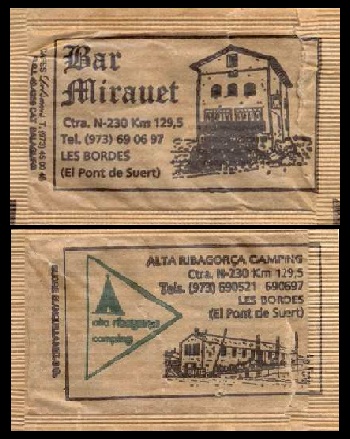 Bar
Mirauet
Ctra. N-230 Km 129,5
Tel. (973) 69 06 97
LES BORDES
(El Pont de Suert)
ALTA RIBAGORÇA CAMPING
Ctra. N-230 Km 129,5
Tels. (973) 690521 690697
LES BORDES
(El Pont de Suert)
alta ribagorça
camping